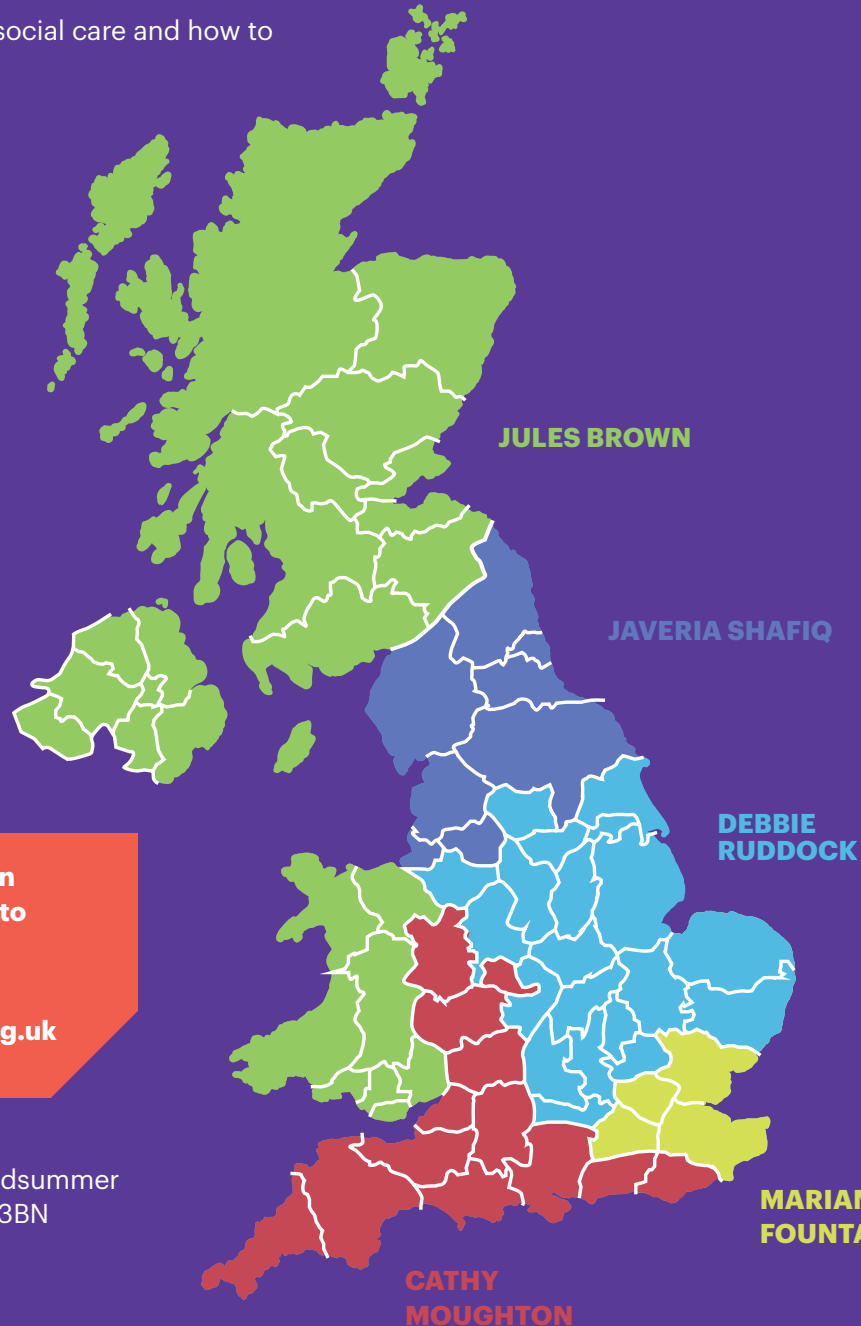 social care and how to
JULES BROWN
JAVERIA SHAFIQ
DEBBIE
RUDDOCK
n
to
g.uk
dsummer
3BN
MARIAN
FOUNTA
CATHY
MOUGHTON